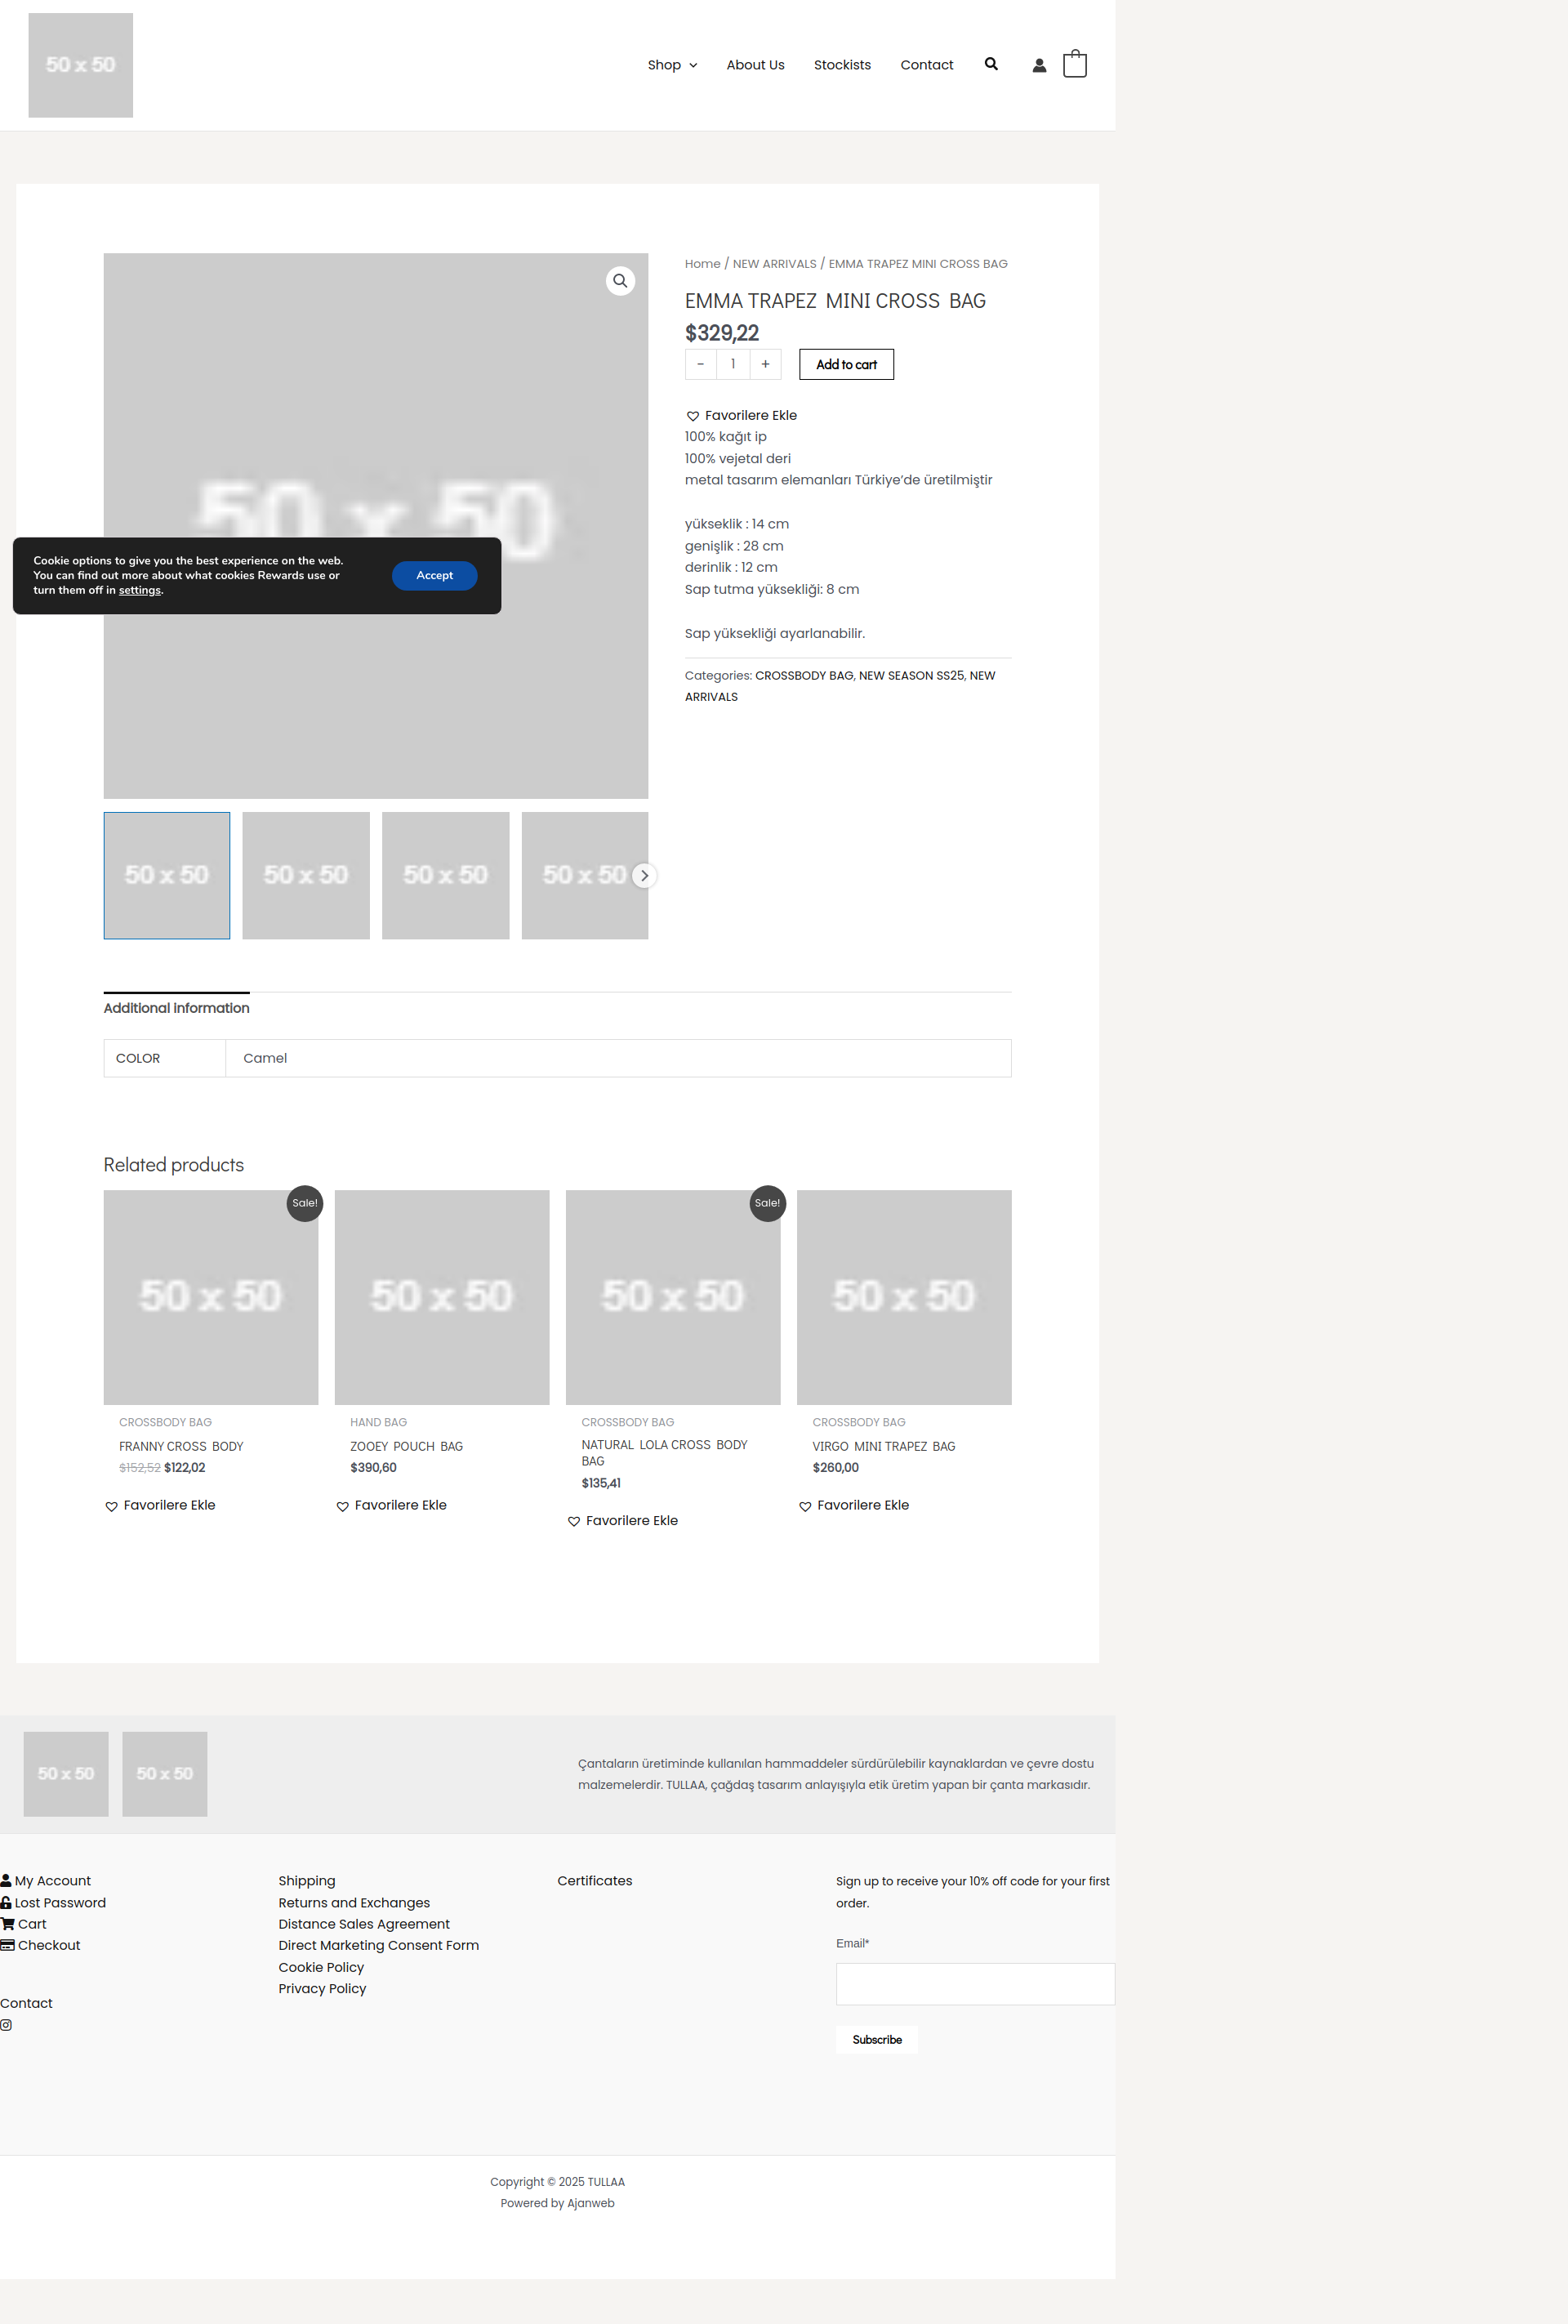 50 x 50
Shop
About Us
Stockists
Contact
50 x 50
Home / NEW ARRIVALS / EMMA TRAPEZ MINI CROSS BAG
EMMA TRAPEZ MINI CROSS BAG
$329,22
- 1 +
Add to cart
Favorilere Ekle
100% kağıt ip
100% vejetal deri
metal tasarım elemanları Türkiye’de üretilmiştir
yükseklik : 14 cm
genişlik : 28 cm
derinlik : 12 cm
Sap tutma yüksekliği: 8 cm
Sap yüksekliği ayarlanabilir.
Categories: CROSSBODY BAG, NEW SEASON SS25, NEW
ARRIVALS
Cookie options to give you the best experience on the web.
You can find out more about what cookies Rewards use or
turn them off in settings.
Accept
50 x 50
50 x 50
50 x 50
50 x 50
Additional information
COLOR
Camel
Related products
Sale!
50 x 50
CROSSBODY BAG
FRANNY CROSS BODY
$152,52 $122,02
Favorilere Ekle
50 x 50
HAND BAG
ZOOEY POUCH BAG
$390,60
Favorilere Ekle
Sale!
50 x 50
CROSSBODY BAG
NATURAL LOLA CROSS BODY
BAG
$135,41
Favorilere Ekle
50 x 50
CROSSBODY BAG
VIRGO MINI TRAPEZ BAG
$260,00
Favorilere Ekle
50 x 50
50 x 50
Çantaların üretiminde kullanılan hammaddeler sürdürülebilir kaynaklardan ve çevre dostu
malzemelerdir. TULLAA, çağdaş tasarım anlayışıyla etik üretim yapan bir çanta markasıdır.
My Account
Lost Password
Cart
Checkout
Contact
Shipping
Returns and Exchanges
Distance Sales Agreement
Direct Marketing Consent Form
Cookie Policy
Privacy Policy
Certificates
Sign up to receive your 10% off code for your first
order.
Email*
Subscribe
Copyright © 2025 TULLAA
Powered by Ajanweb